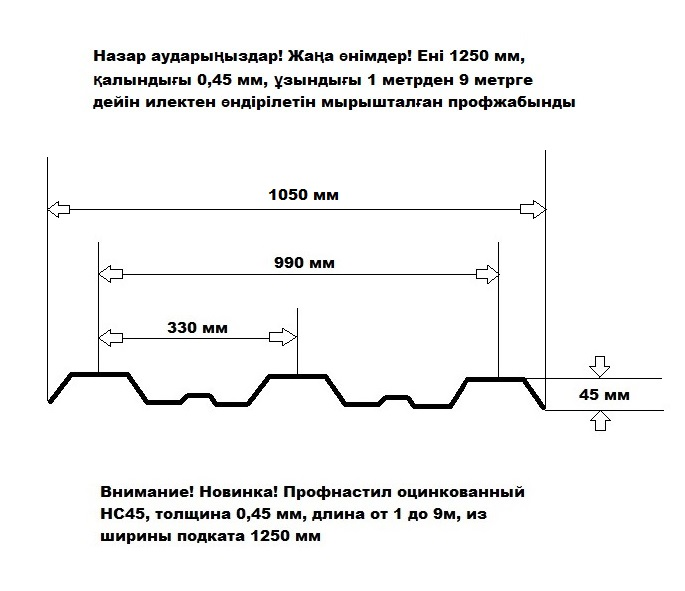 Назар аударыңыздар! Жаңа өнімдер! Ені 1250 мм,
қалындығы 0,45 мм, ұзындығы 1 метрден 9 метрге
дейін илектен өндірілетін мырышталған профжабынды
1050 мм
990 мм
330 мм
45 мм
Внимание! Новинка! Профнастил оцинкованный
НС45, толщина 0,45 мм, длина от 1 до 9м, из
ширины подката 1250 мм